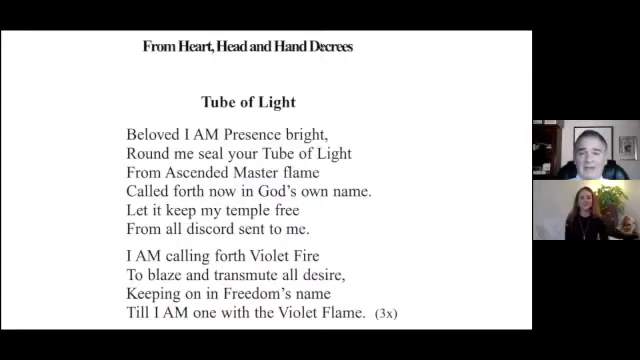 From Heart, Head and Hand Decrees
Tube of Light
Beloved I AM Presence bright,
Round me seal your Tube of Light
From Ascended Master flame
Called forth now in God's own name.
Let it keep my temple free
From all discord sent to me.
I AM calling forth Violet Fire
To blaze and transmute all desire,
Keeping on in Freedom's name
Till I AM one with the Violet Flame. (3x)